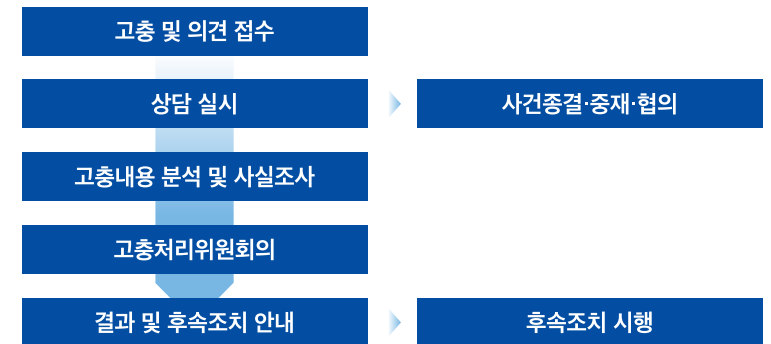 고충 및 의견 접수
상담 실시
사건종결·중재·협의
고충내용 분석 및 사실조사
고충처리위원회의
결과 및 후속조치 안내
후속조치 시행